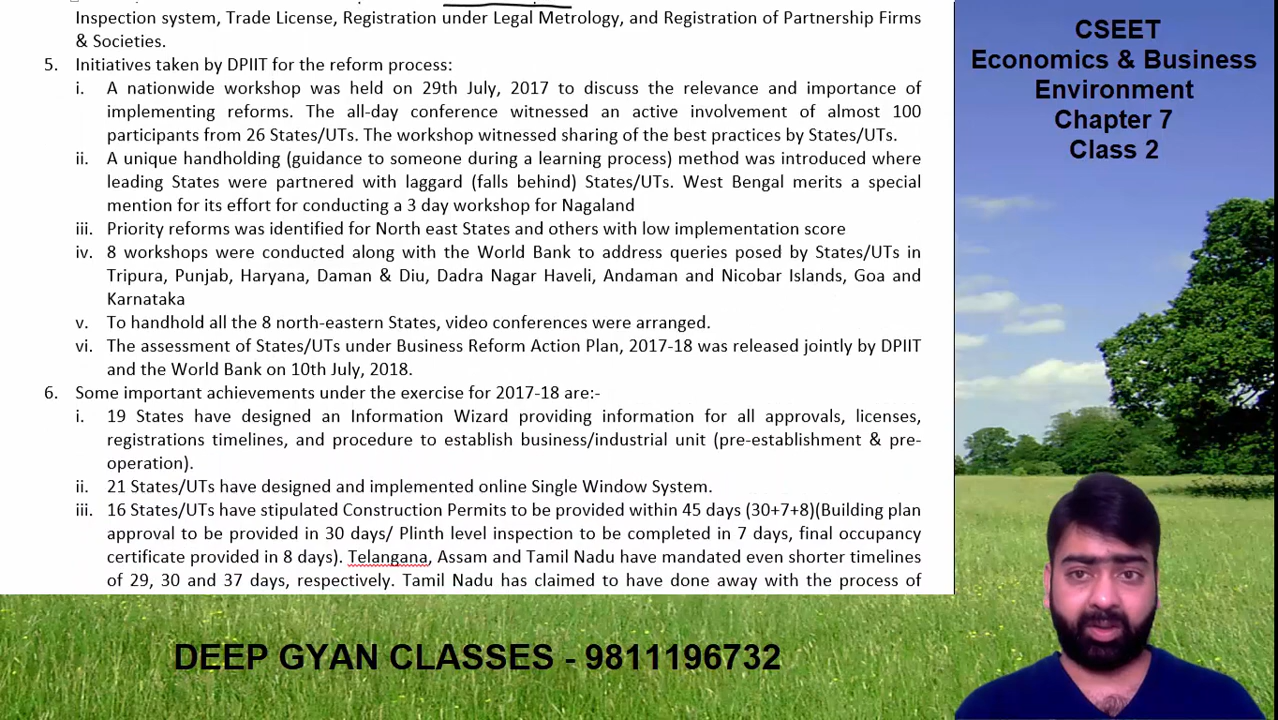 Inspection system, Trade License, Registration under Legal Metrology, and Registration of Partnership Firms
& Societies.
5. Initiatives taken by DPIIT for the reform process:
i. A nationwide workshop was held on 29th July, 2017 to discuss the relevance and importance of
implementing reforms. The all-day conference witnessed an active involvement of almost 100
participants from 26 States/UTs. The workshop witnessed sharing of the best practices by States/UTs.
ii. A unique handholding (guidance to someone during a learning process) method was introduced where
leading States were partnered with laggard (falls behind) States/UTs. West Bengal merits a special
mention for its effort for conducting a 3 day workshop for Nagaland
iii. Priority reforms was identified for North east States and others with low implementation score
iv. 8 workshops were conducted along with the World Bank to address queries posed by States/UTs in
Tripura, Punjab, Haryana, Daman & Diu, Dadra Nagar Haveli, Andaman and Nicobar Islands, Goa and
Karnataka
v. To handhold all the 8 north-eastern States, video conferences were arranged.
vi. The assessment of States/UTs under Business Reform Action Plan, 2017-18 was released jointly by DPIIT
and the World Bank on 10th July, 2018.
6. Some important achievements under the exercise for 2017-18 are:-
i. 19 States have designed an Information Wizard providing information for all approvals, licenses,
registrations timelines, and procedure to establish business/industrial unit (pre-establishment & pre-
operation).
ii. 21 States/UTs have designed and implemented online Single Window System.
iii. 16 States/UTs have stipulated Construction Permits to be provided within 45 days (30+7+8)(Building plan
approval to be provided in 30 days/ Plinth level inspection to be completed in 7 days, final occupancy
certificate provided in 8 days). Telangana, Assam and Tamil Nadu have mandated even shorter timelines
of 29, 30 and 37 days, respectively. Tamil Nadu has claimed to have done away with the process of
CSEET
Economics & Business
Environment
Chapter 7
Class 2
DEEP GYAN CLASSES - 9811196732